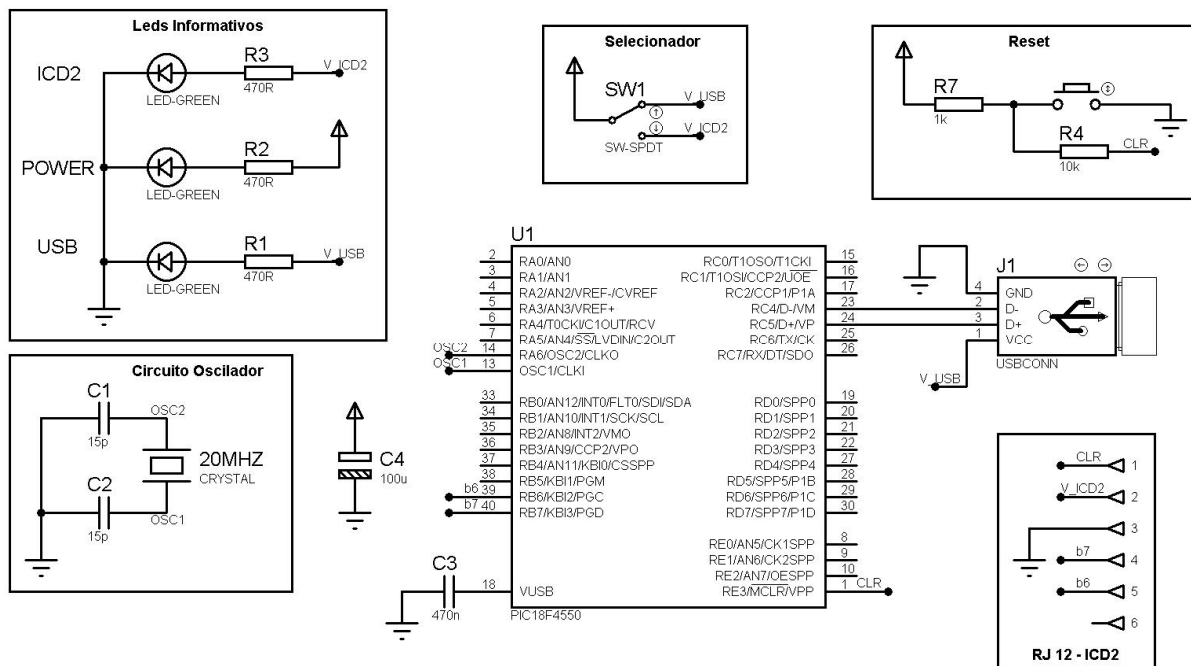 Leds Informativos
ICD2
LED-GREEN
R3
470R
V_ICD2
POWER
LED-GREEN
R2
470R
USB
LED-GREEN
R1
470R
V_USB
Selecionador
SW1
V_USB
V_ICD2
SW-SPDT
Reset
R7
1k
R4
10k
CLR
Circuito Oscilador
C1
15p
OSC2
20MHZ
CRYSTAL
C2
15p
OSC1
C4
100u
U1
2 RA0/AN0
3 RA1/AN1
4 RA2/AN2/VREF-/CVREF
5 RA3/AN3/VREF+
6 RA4/T0CKI/C1OUT/RCV
7 RA5/AN4/SS/LVDIN/C2OUT
OSC2 14 RA6/OSC2/CLKO
OSC1 13 OSC1/CLKI
33 RB0/AN12/INT0/FLT0/SDI/SDA
34 RB1/AN10/INT1/SCK/SCL
35 RB2/AN8/INT2/VMO
36 RB3/AN9/CCP2/VPO
37 RB4/AN11/KBI0/CSSPP
38 RB5/KBI1/PGM
b6 39 RB6/KBI2/PGC
b7 40 RB7/KBI3/PGD
18 VUSB
C3
470n
RC0/T1OSO/T1CKI 15
RC1/T1OSI/CCP2/UOE 16
RC2/CCP1/P1A 17
RC4/D-/VM 23
RC5/D+/VP 24
RC6/TX/CK 25
RC7/RX/DT/SDO 26
RD0/SPP0 19
RD1/SPP1 20
RD2/SPP2 21
RD3/SPP3 22
RD4/SPP4 27
RD5/SPP5/P1B 28
RD6/SPP6/P1C 29
RD7/SPP7/P1D 30
RE0/AN5/CK1SPP 8
RE1/AN6/CK2SPP 9
RE2/AN7/OESPP 10
RE3/MCLR/VPP 1 CLR
PIC18F4550
J1
4 GND
2 D-
3 D+
1 VCC
V_USB
USBCONN
CLR 1
V_ICD2 2
3
b7 4
b6 5
6
RJ 12 - ICD2